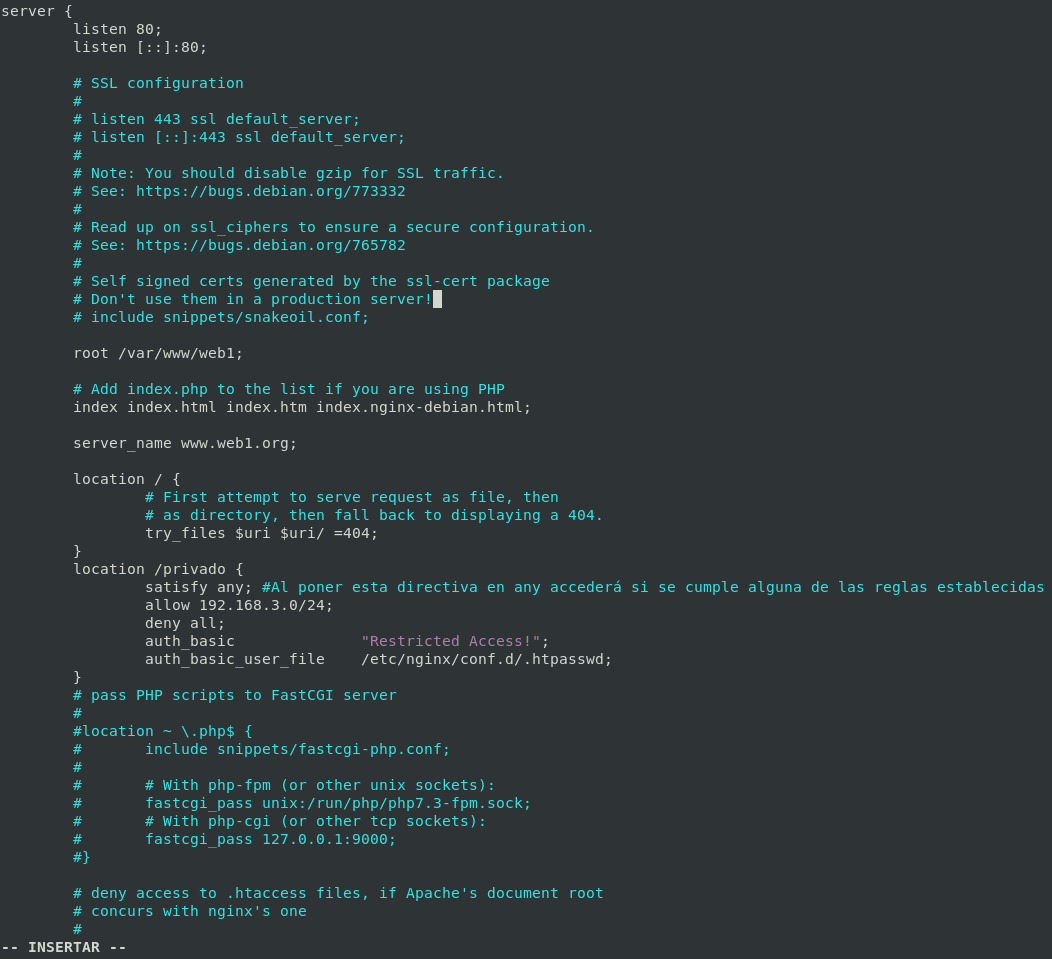 server {
        listen 80;
        listen [::]:80;

        # SSL configuration
        #
        # listen 443 ssl default_server;
        # listen [::]:443 ssl default_server;
        #
        # Note: You should disable gzip for SSL traffic.
        # See: https://bugs.debian.org/773332
        #
        # Read up on ssl_ciphers to ensure a secure configuration.
        # See: https://bugs.debian.org/765782
        #
        # Self signed certs generated by the ssl-cert package
        # Don't use them in a production server!
        # include snippets/snakeoil.conf;

        root /var/www/web1;

        # Add index.php to the list if you are using PHP
        index index.html index.htm index.nginx-debian.html;

        server_name www.web1.org;

        location / {
                # First attempt to serve request as file, then
                # as directory, then fall back to displaying a 404.
                try_files $uri $uri/ =404;
        }
        location /privado {
                satisfy any; #Al poner esta directiva en any accederá si se cumple alguna de las reglas establecidas
                allow 192.168.3.0/24;
                deny all;
                auth_basic              "Restricted Access!";
                auth_basic_user_file    /etc/nginx/conf.d/.htpasswd;
        }
        # pass PHP scripts to FastCGI server
        #
        #location ~ \.php$ {
        #       include snippets/fastcgi-php.conf;
        #
        #       # With php-fpm (or other unix sockets):
        #       fastcgi_pass unix:/run/php/php7.3-fpm.sock;
        #       # With php-cgi (or other tcp sockets):
        #       fastcgi_pass 127.0.0.1:9000;
        #}

        # deny access to .htaccess files, if Apache's document root
        # concurs with nginx's one
        #
-- INSERTAR --